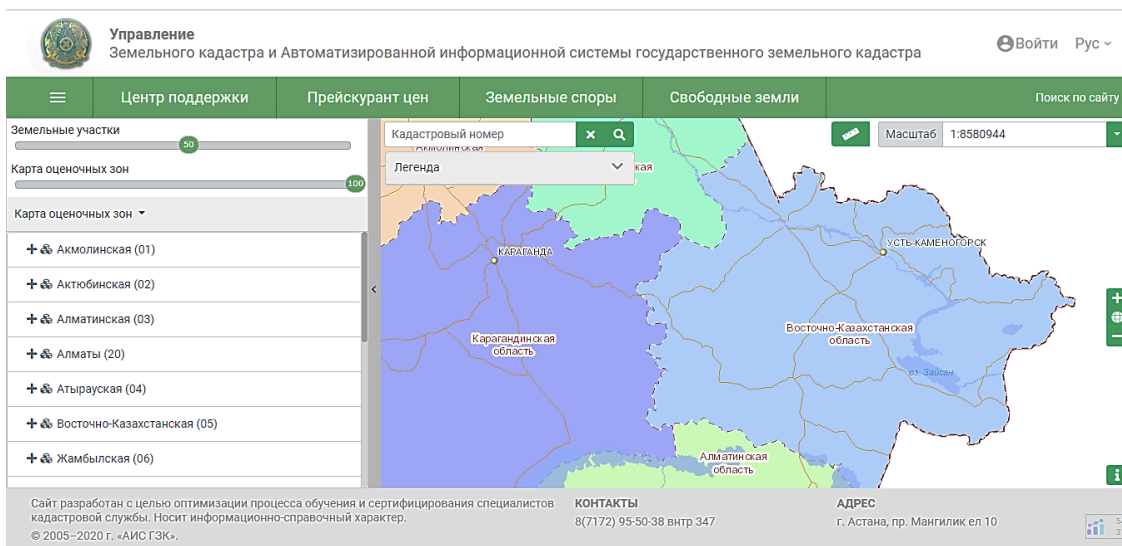 Управление
Земельного кадастра и Автоматизированной информационной системы государственного земельного кадастра
Войти Рус
Центр поддержки Прейскурант цен Земельные споры Свободные земли Поиск по сайту
Земельные участки
50
Карта оценочных зон
100
Карта оценочных зон
Акмолинская (01)
Актюбинская (02)
Алматинская (03)
Алматы (20)
Атырауская (04)
Восточно-Казахстанская (05)
Жамбылская (06)
Кадастровый номер
Легенда
Масштаб 1:8580944
КАРАГАНДА
УСТЬ-КАМЕНОГОРСК
Карагандинская
область
Восточно-Казахстанская
область
оз. Зайсан
Алматинская
область
Сайт разработан с целью оптимизации процесса обучения и сертифицирования специалистов
кадастровой службы. Носит информационно-справочный характер.
© 2005–2020 г. «АИС ГЗК».
КОНТАКТЫ
8(7172) 95-50-38 внтр 347
АДРЕС
г. Астана, пр. Мангилик ел 10